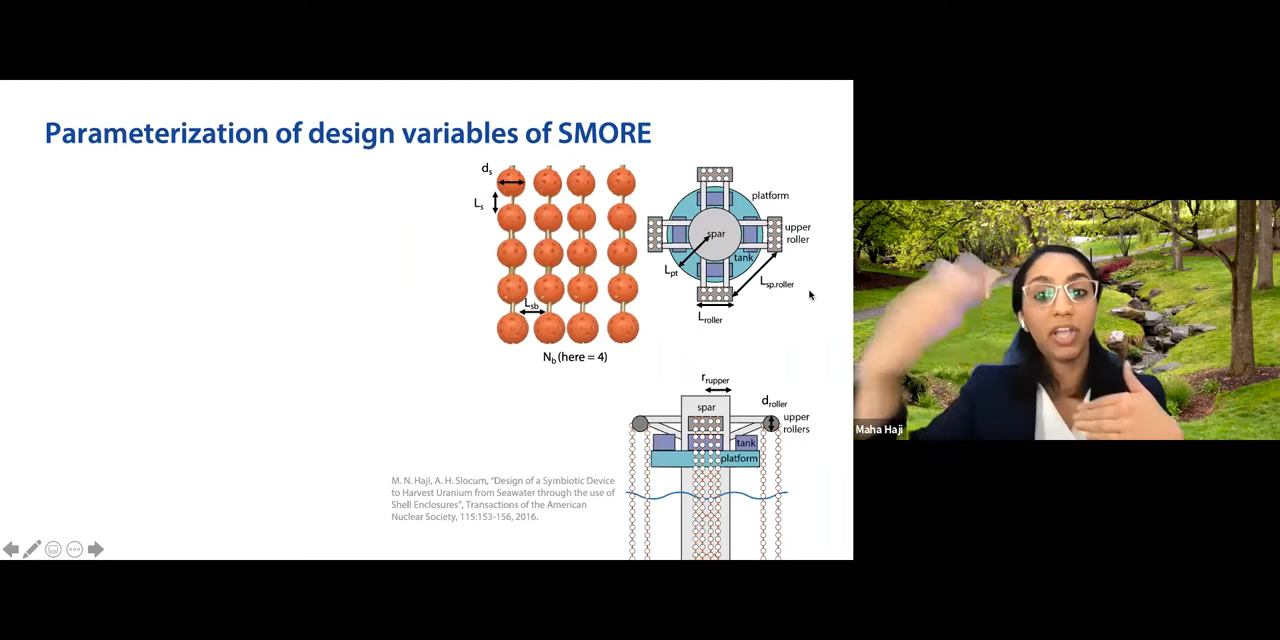 Parameterization of design variables of SMORE
ds
Ls
Lsb
Nb (here = 4)
platform
spar
upper
roller
tank
Lpt
Lsp.roller
Lroller
rrupper
spar
droller
upper
rollers
tank
platform
M. N. Haji, A. H. Slocum, "Design of a Symbiotic Device
to Harvest Uranium from Seawater through the use of
Shell Enclosures", Transactions of the American
Nuclear Society, 115:153-156, 2016.
Maha Haji